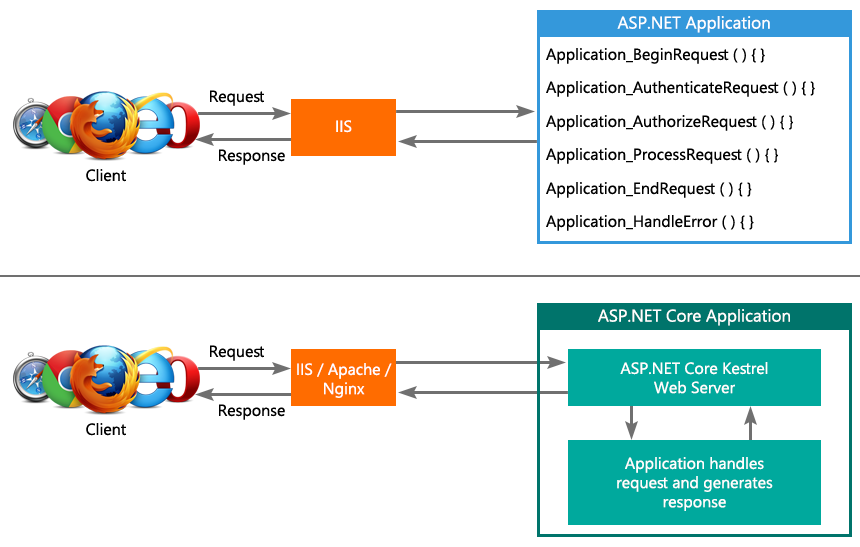 ASP.NET Application
Application_BeginRequest ( ) { }
Application_AuthenticateRequest ( ) { }
Application_AuthorizeRequest ( ) { }
Application_ProcessRequest ( ) { }
Application_EndRequest ( ) { }
Application_HandleError ( ) { }
Request
IIS
Response
Client
ASP.NET Core Application
Request
IIS / Apache /
Nginx
Response
Client
ASP.NET Core Kestrel
Web Server
Application handles
request and generates
response